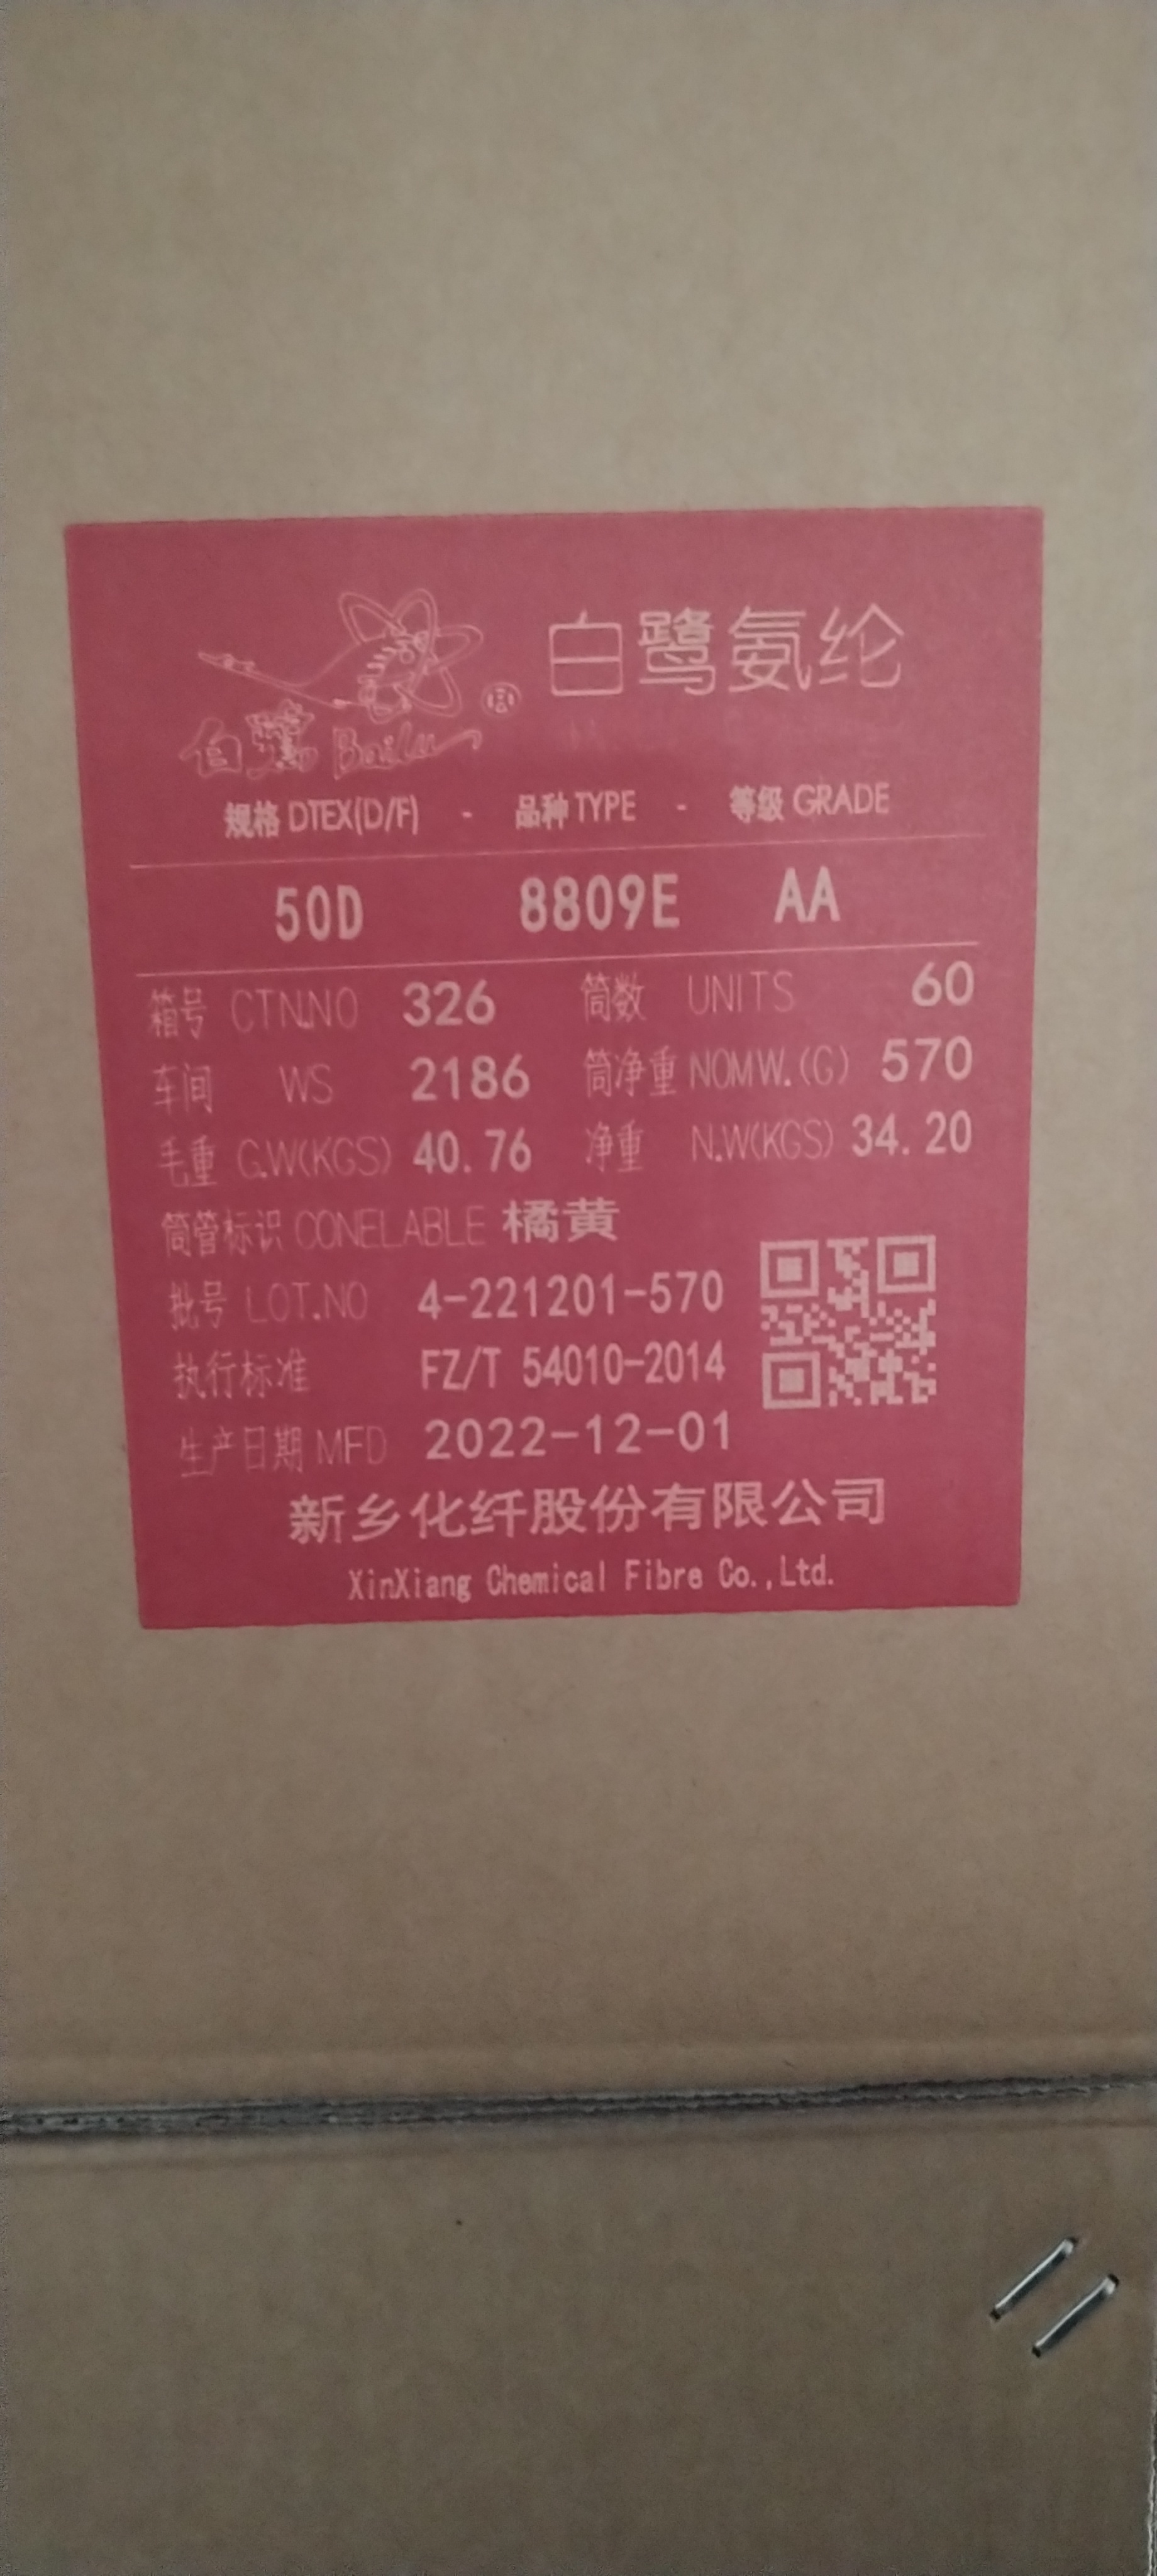 白鹭氨纶
白鹭 Bailu
规格 DTEX(D/F) - 品种 TYPE - 等级 GRADE
50D 8809E AA
箱号 CTN.NO 326 筒数 UNITS 60
车间 WS 2186 筒净重 NOMW.(G) 570
毛重 G.W(KGS) 40.76 净重 N.W(KGS) 34.20
筒管标识 CONELABLE 橘黄
批号 LOT.NO 4-221201-570
执行标准 FZ/T 54010-2014
生产日期 MFD 2022-12-01
新乡化纤股份有限公司
XinXiang Chemical Fibre Co.,Ltd.